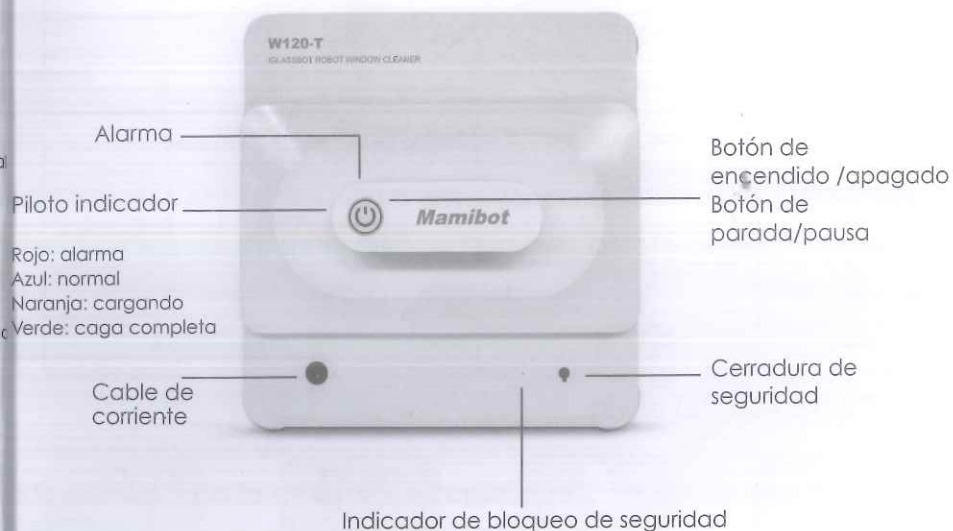 W120-T
iGLASSBOT ROBOT WINDOW CLEANER
Alarma
Piloto indicador
Rojo: alarma
Azul: normal
Naranja: cargando
Verde: caga completa
Mamibot
Botón de
encendido /apagado
Botón de
parada/pausa
Cable de
corriente
Cerradura de
seguridad
Indicador de bloqueo de seguridad